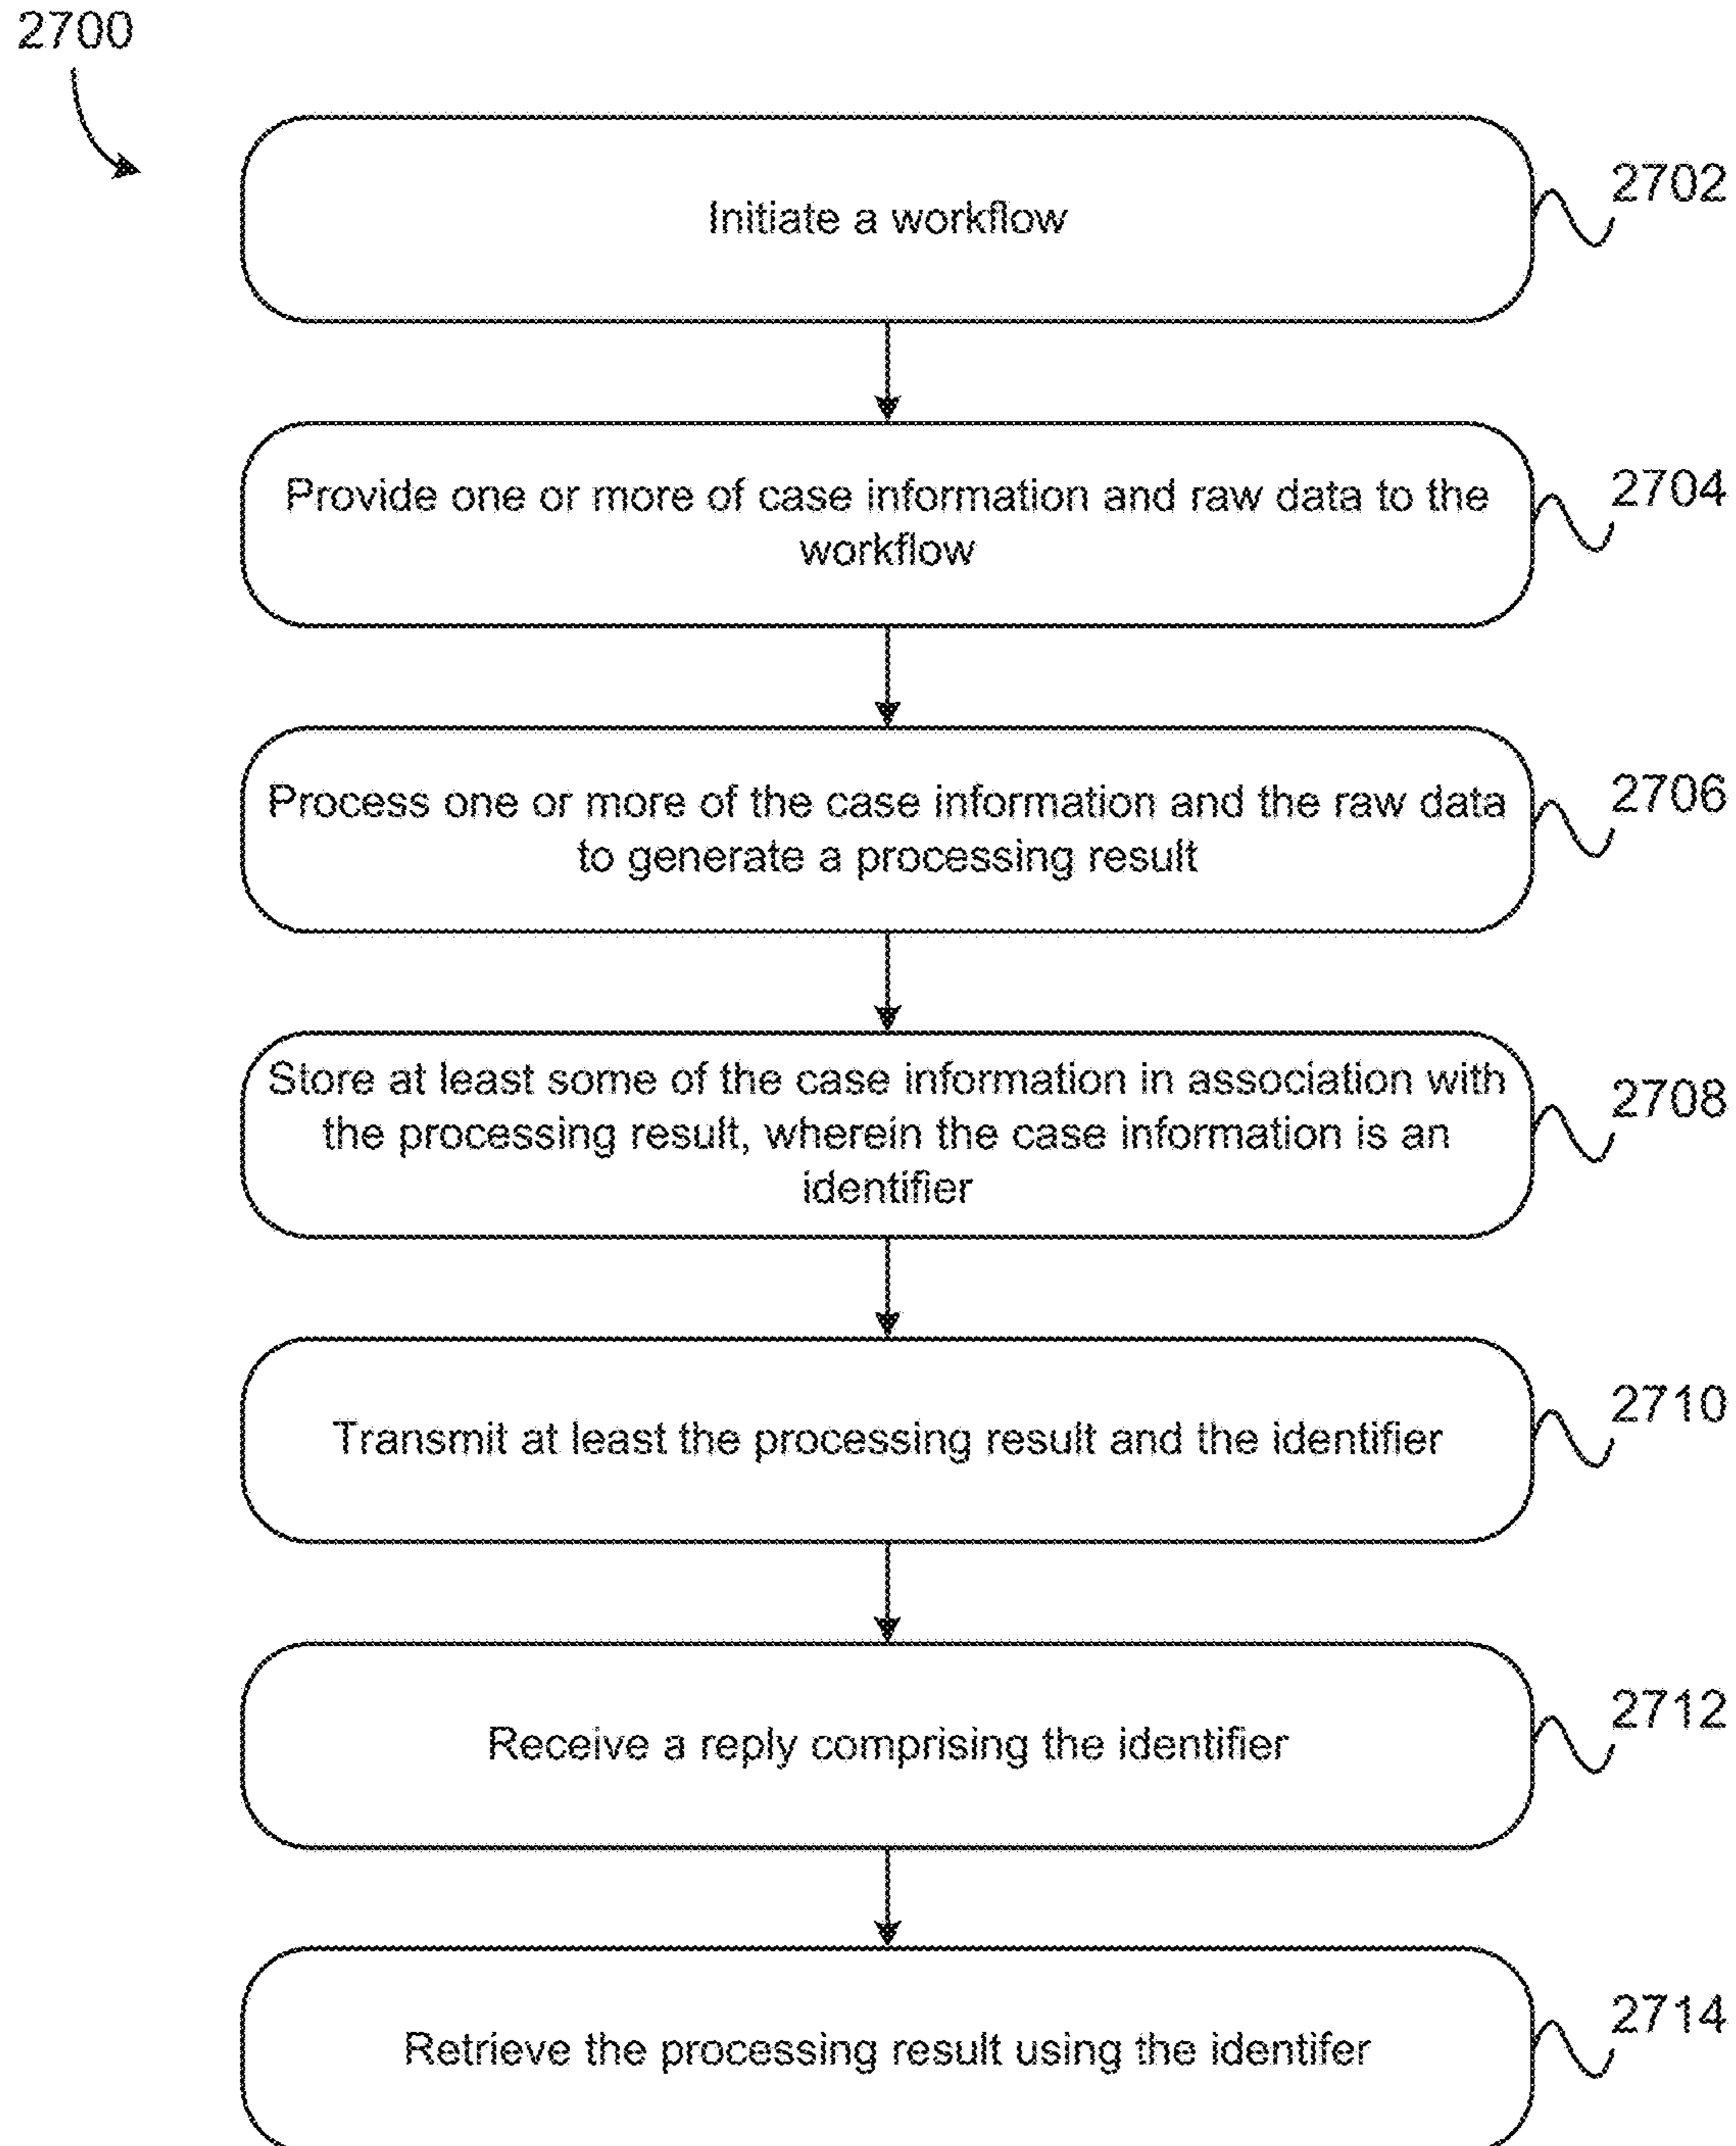 2700
Initiate a workflow
2702
Provide one or more of case information and raw data to the
workflow
2704
Process one or more of the case information and the raw data
to generate a processing result
2706
Store at least some of the case information in association with
the processing result, wherein the case information is an
identifier
2708
Transmit at least the processing result and the identifier
2710
Receive a reply comprising the identifier
2712
Retrieve the processing result using the identifer
2714